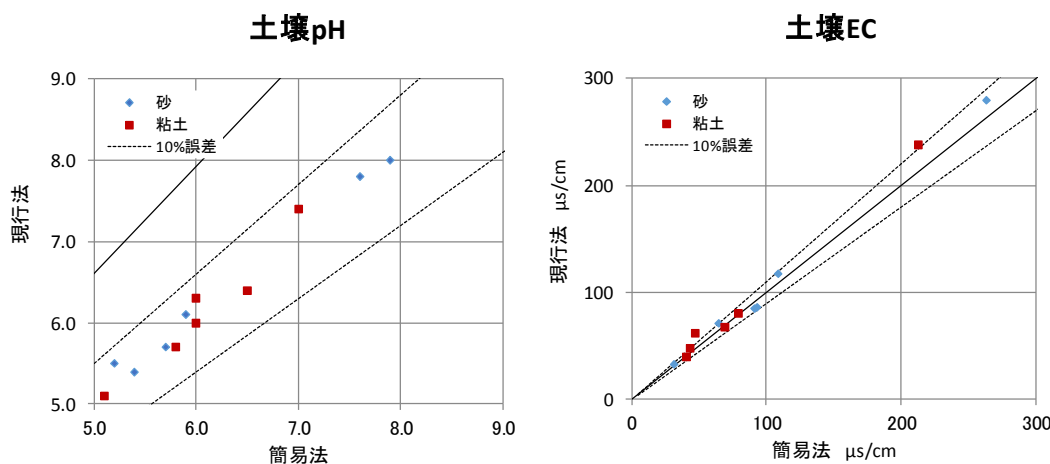 土壌pH
9.0
8.0
7.0
6.0
5.0
5.0 6.0 7.0 8.0 9.0
現行法
簡易法
砂
粘土
10%誤差
土壌EC
300
200
100
0
0 100 200 300
現行法 μs/cm
簡易法 μs/cm
砂
粘土
10%誤差